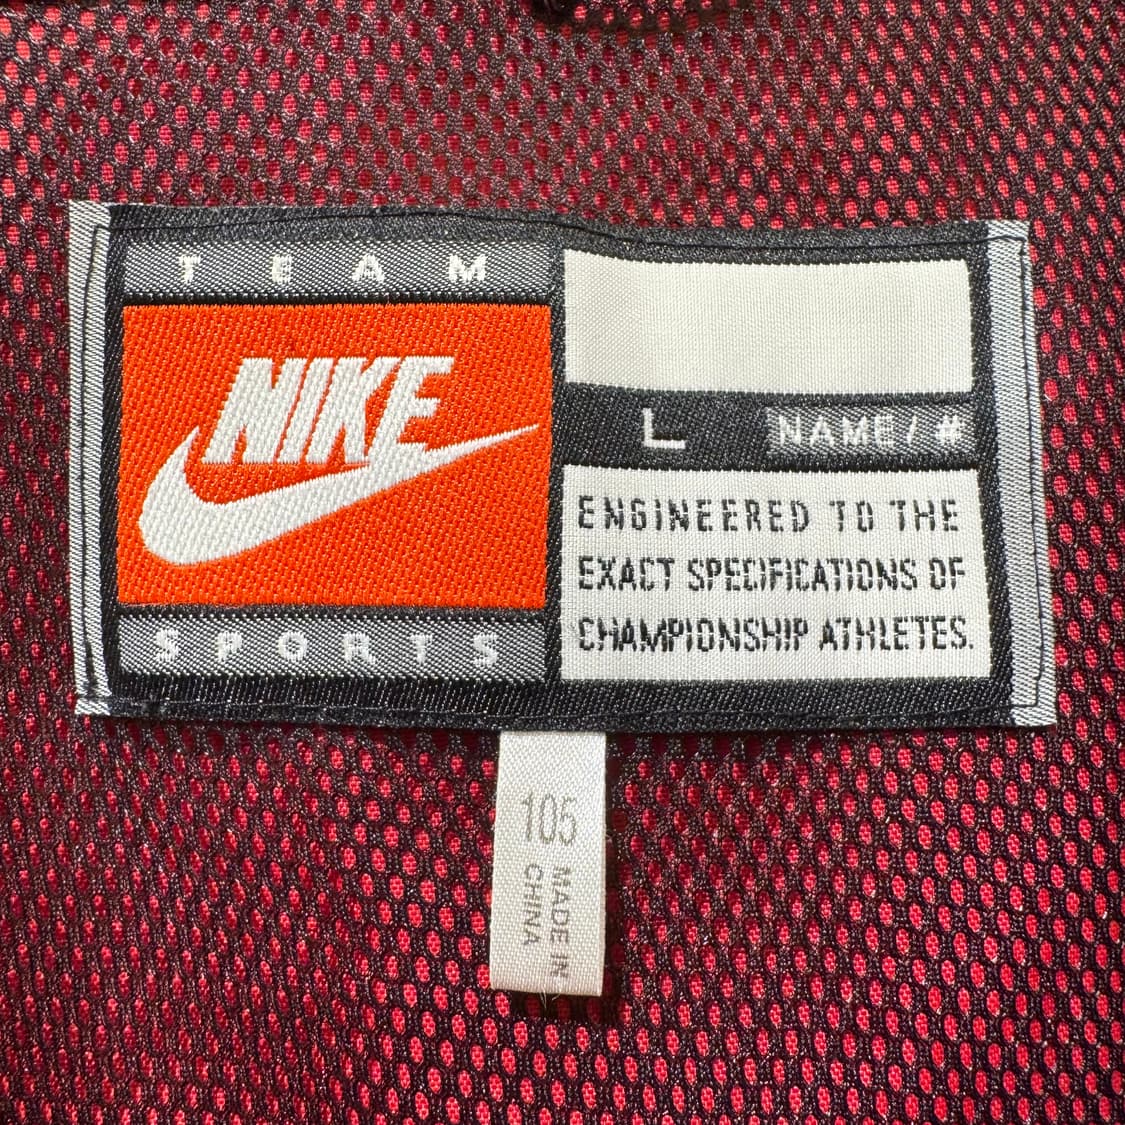 TEAM
NIKE
SPORTS
L NAME/#
ENGINEERED TO THE
EXACT SPECIFICATIONS OF
CHAMPIONSHIP ATHLETES.
105
MADE IN
CHINA